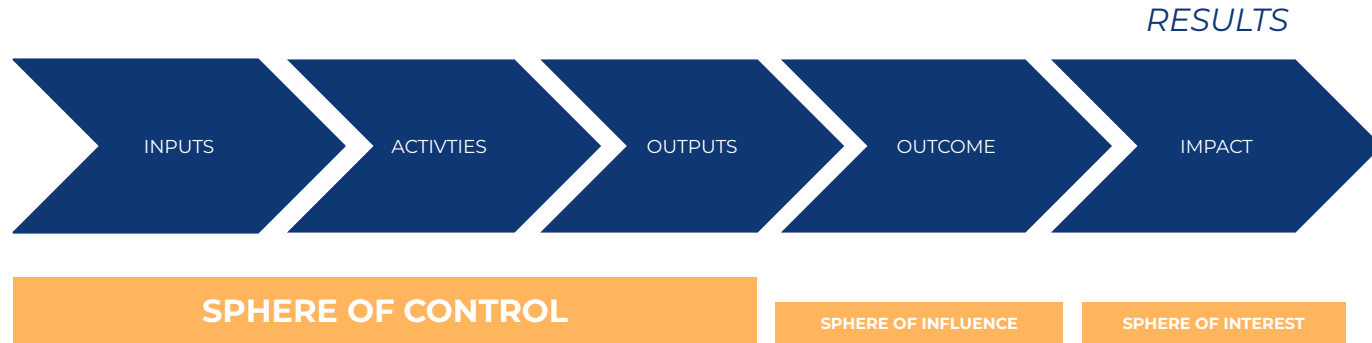 RESULTS
INPUTS
ACTIVTIES
OUTPUTS
OUTCOME
IMPACT
SPHERE OF CONTROL
SPHERE OF INFLUENCE
SPHERE OF INTEREST